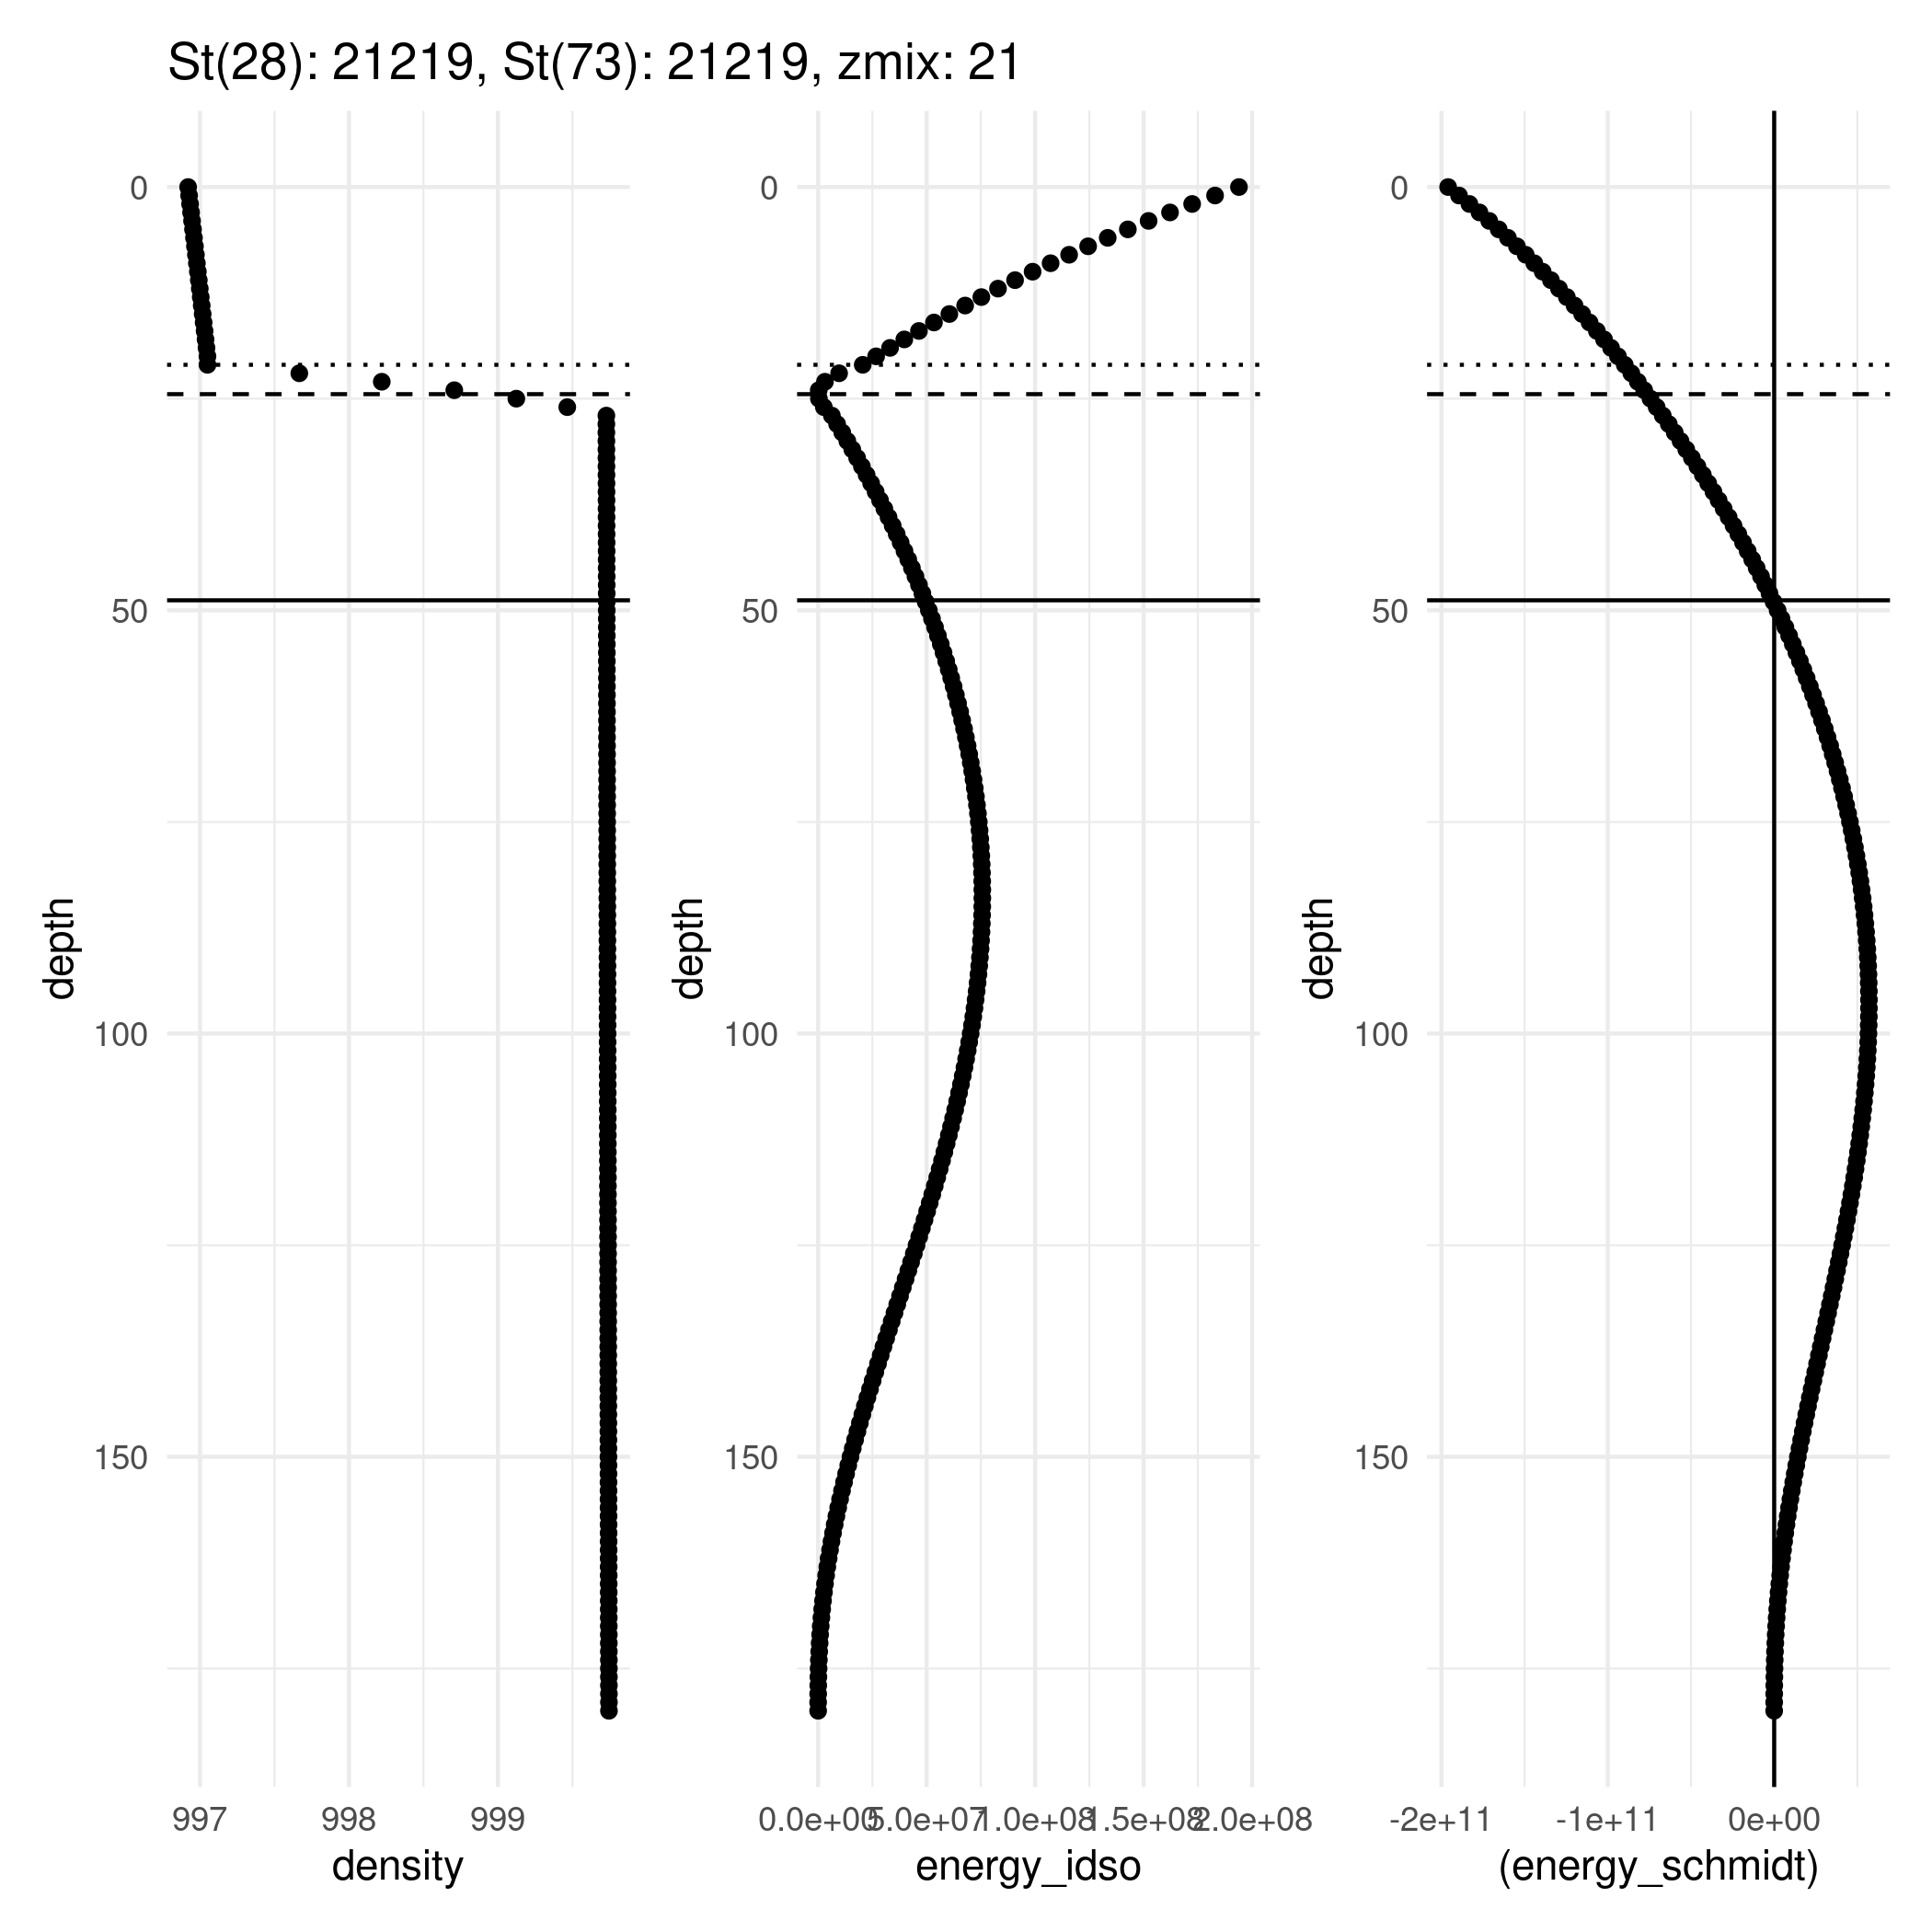 St(28): 21219, St(73): 21219, zmix: 21
0
50
100
150
depth
997 998 999
density
0
50
100
150
depth
0.0e+00 5.0e+07 1.0e+08 1.5e+08 2.0e+08
energy_idso
0
50
100
150
depth
-2e+11 -1e+11 0e+00
(energy_schmidt)